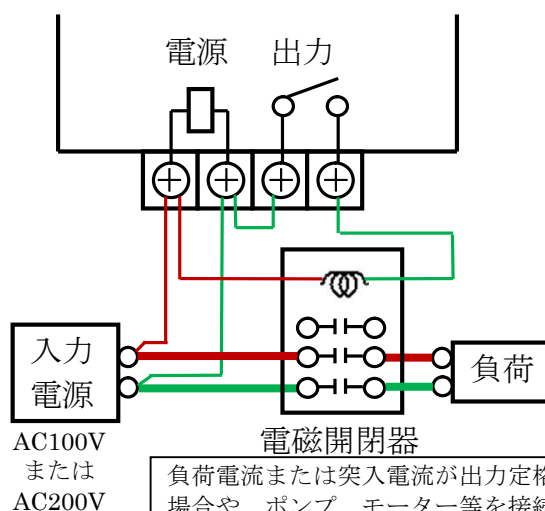 電源 出力
入力
電源
負荷
AC100V
または
AC200V
電磁開閉器
負荷電流または突入電流が出力定格
場合や、ポンプ、モーター等を接続